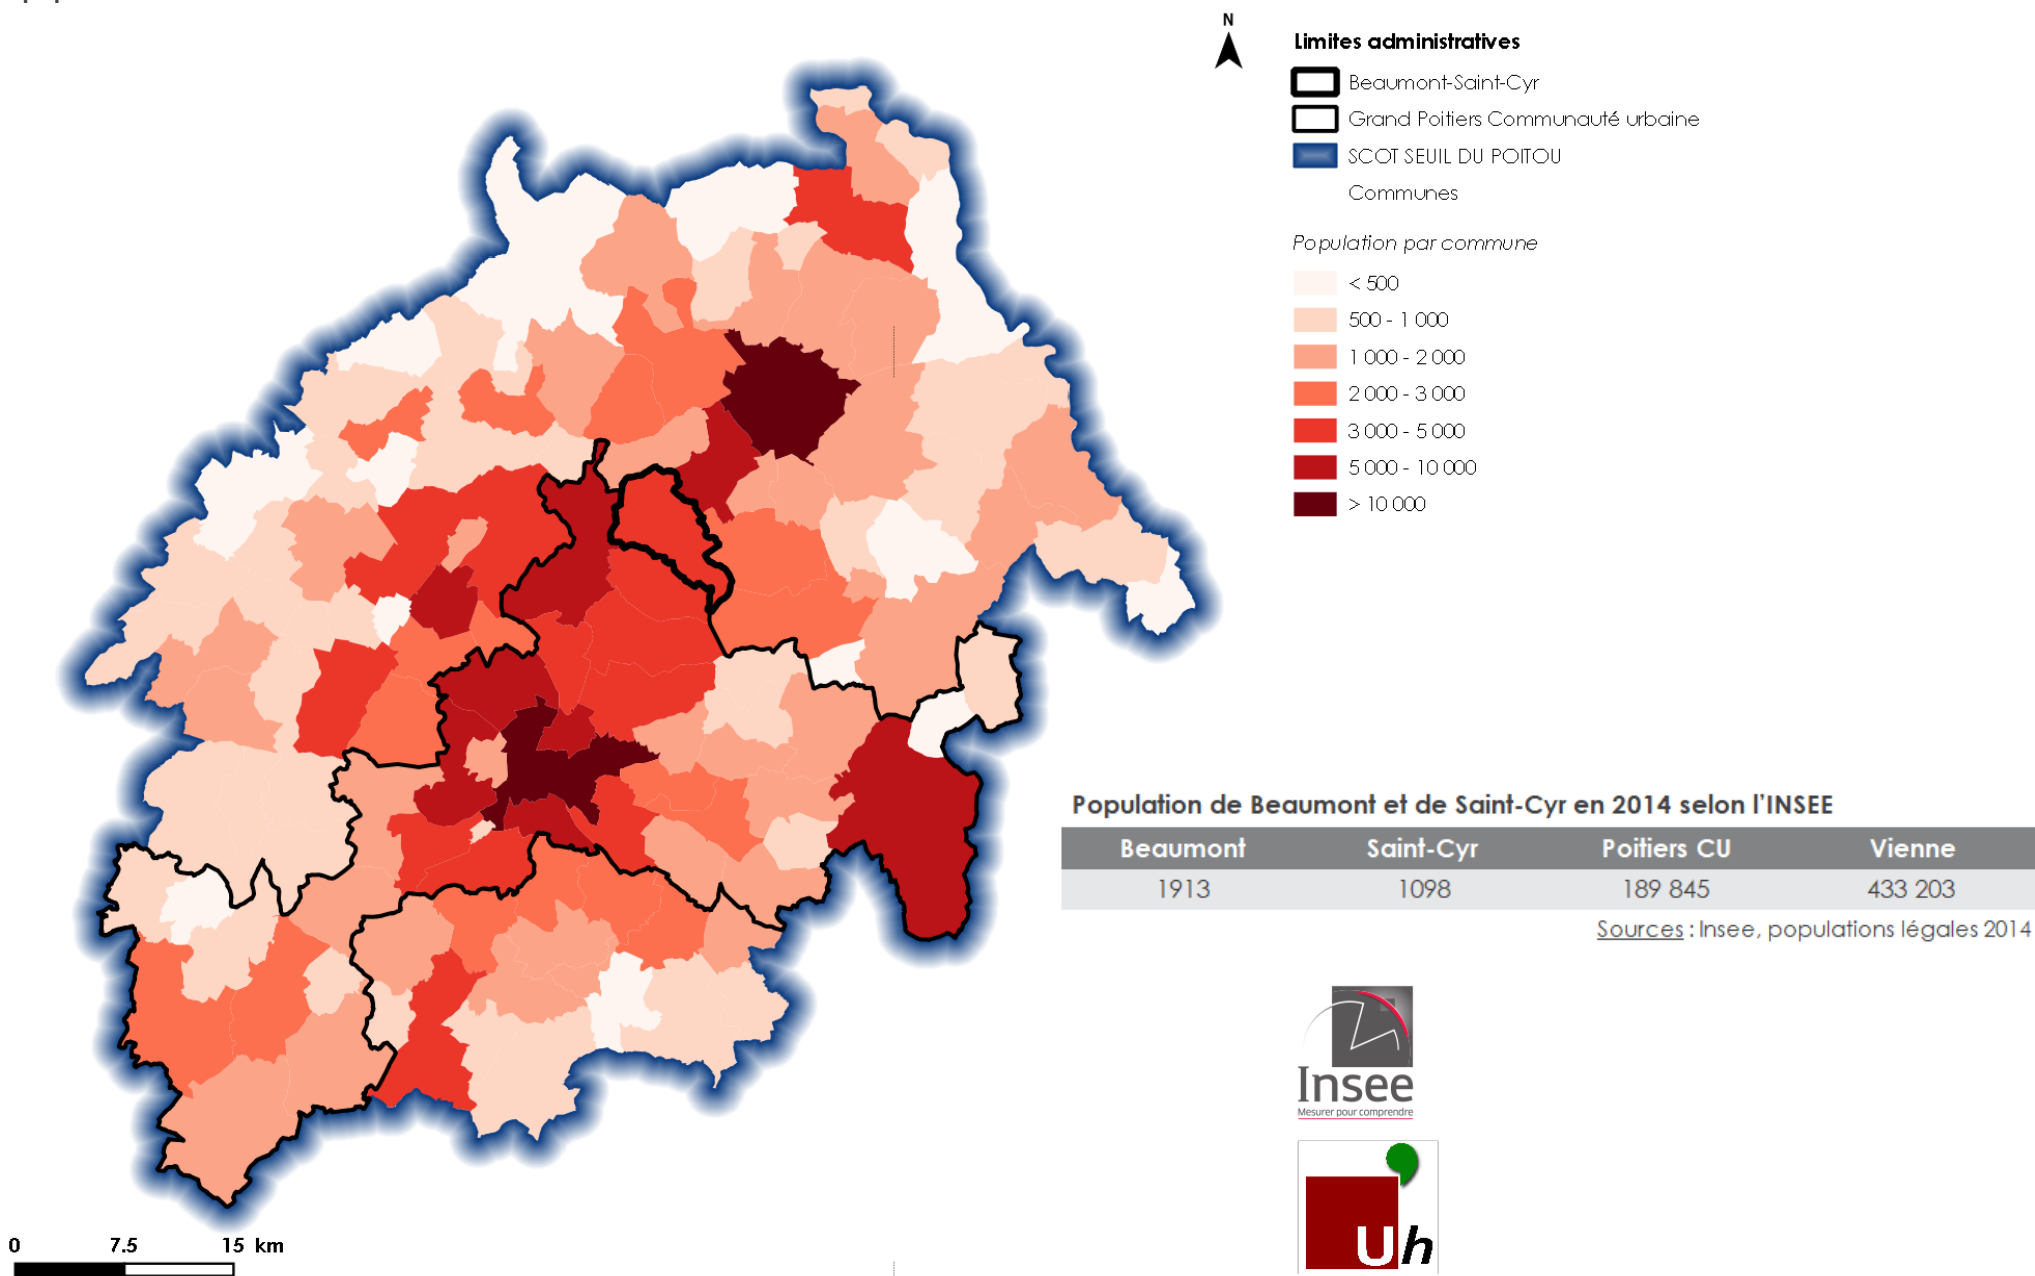 N
Limites administratives
Beaumont-Saint-Cyr
Grand Poitiers Communauté urbaine
SCOT SEUIL DU POITOU
Communes
Population par commune
< 500
500 - 1 000
1 000 - 2 000
2 000 - 3 000
3 000 - 5 000
5 000 - 10 000
> 10 000
Population de Beaumont et de Saint-Cyr en 2014 selon l'INSEE
Beaumont Saint-Cyr Poitiers CU Vienne
1913 1098 189 845 433 203
Sources : Insee, populations légales 2014
Insee
Mesurer pour comprendre
Uh
0 7.5 15 km